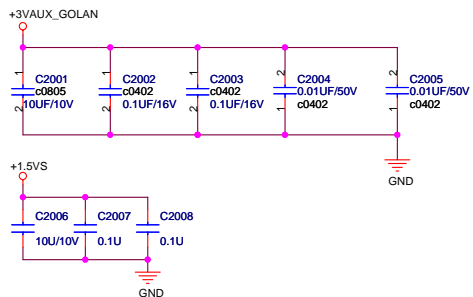 +3VAUX_GOLAN
1 1 1 2 2
C2001 C2002 C2003 C2004 C2005
c0805 c0402 c0402 0.01UF/50V 0.01UF/50V
10UF/10V 0.1UF/16V 0.1UF/16V c0402 c0402
2 2 2 1 1
GND
+1.5VS
C2006 C2007 C2008
10U/10V 0.1U 0.1U
GND